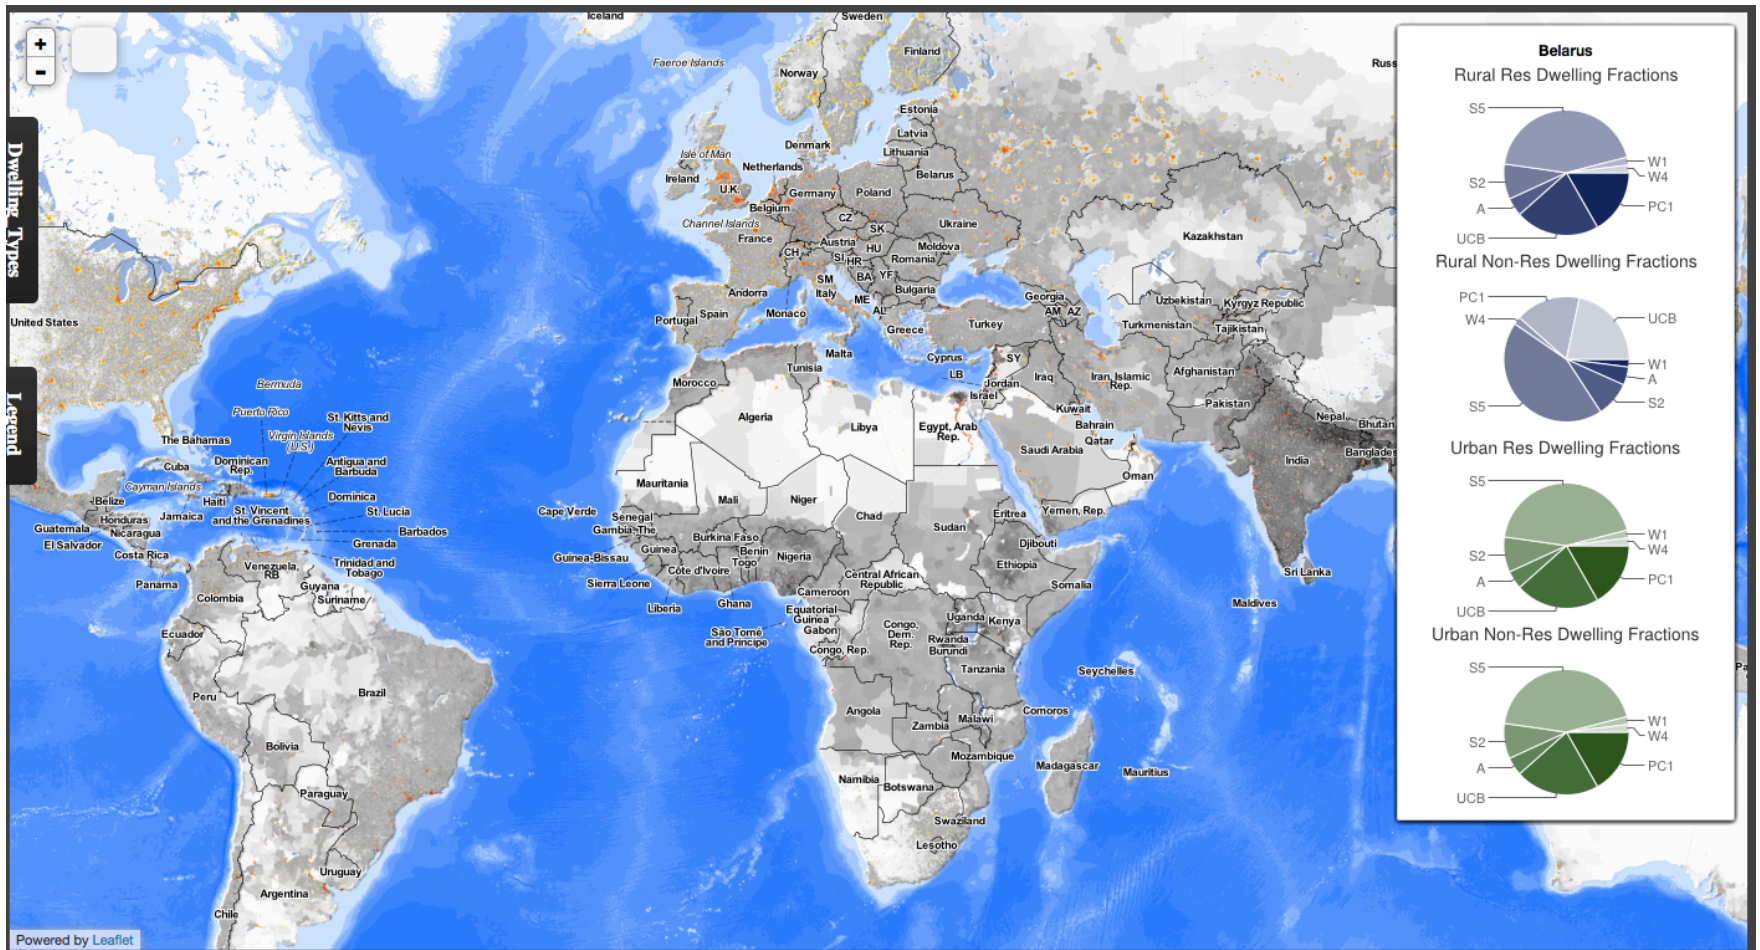 +
-
Dwelling Types
Legend
Iceland
Sweden
Faeroe Islands
Finland
Norway
Russ
Estonia
Latvia
Lithuania
Denmark
Isle of Man
Netherlands
Ireland
U.K.
Belarus
Germany
Poland
Belgium
CZ
Channel Islands
SK
Ukraine
France
Austria
HU
Moldova
CH
SI
HR
Romania
Kazakhstan
BA
YF
SM
Italy
Bulgaria
Andorra
ME
Georgia
Uzbekistan
Kyrgyz Republic
AL
AM
AZ
Monaco
Portugal
Spain
Greece
Turkey
Turkmenistan
Tajikistan
United States
Malta
Cyprus
SY
Tunisia
LB
Iraq
Iran, Islamic
Rep.
Afghanistan
Morocco
Jordan
Israel
Bermuda
Pakistan
Kuwait
Puerto Rico
St. Kitts and
Nevis
Algeria
Libya
Egypt, Arab
Rep.
Bahrain
Qatar
Nepal
Bhutan
The Bahamas
Virgin Islands
(U.S.)
Saudi Arabia
Banglades
India
Cuba
Dominican
Rep.
Antigua and
Barbuda
Oman
Cayman Islands
Mauritania
Mali
Niger
Belize
Haiti
Dominica
Jamaica
St. Vincent
and the Grenadines
St. Lucia
Cape Verde
Senegal
Chad
Eritrea
Yemen, Rep.
Honduras
Guatemala
Nicaragua
Barbados
Gambia, The
Sudan
El Salvador
Grenada
Burkina Faso
Djibouti
Costa Rica
Guinea
Benin
Guinea-Bissau
Togo
Nigeria
Venezuela,
RB
Trinidad and
Tobago
Côte d'Ivoire
Ethiopia
Sri Lanka
Panama
Guyana
Sierra Leone
Central African
Republic
Somalia
Colombia
Suriname
Cameroon
Liberia
Ghana
Maldives
Equatorial
Guinea
Uganda
Kenya
Ecuador
São Tomé
and Principe
Gabon
Congo,
Dem.
Rep.
Rwanda
Burundi
Congo, Rep.
Tanzania
Seychelles
Peru
Brazil
Angola
Malawi
Comoros
Zambia
Bolivia
Mozambique
Madagascar
Mauritius
Namibia
Botswana
Paraguay
Swaziland
Lesotho
Uruguay
Argentina
Chile
Pa
Belarus
Rural Res Dwelling Fractions
S5
W1
W4
S2
A
PC1
UCB
Rural Non-Res Dwelling Fractions
PC1
W4
UCB
W1
A
S2
S5
Urban Res Dwelling Fractions
S5
W1
W4
S2
A
PC1
UCB
Urban Non-Res Dwelling Fractions
S5
W1
W4
S2
A
PC1
UCB
Powered by Leaflet